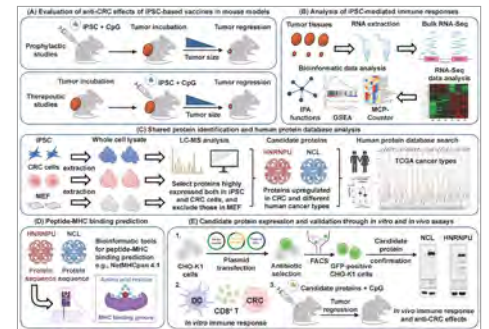 (A) Evaluation of anti-CRC effects of iPSC-based vaccines in mouse models
iPSC + CpG
Tumor incubation
Tumor regression
Prophylactic
studies
Tumor size
Tumor incubation
iPSC + CpG
Tumor regression
Therapeutic
studies
Tumor size
(B) Analysis of iPSC-mediated immune responses
Tumor tissues
RNA extraction
Bulk RNA-Seq
Bioinformatic data analysis
RNA-Seq
data analysis
IPA
functions
GSEA
MCP-
Counter
(C) Shared protein identification and human protein database analysis
iPSC
Whole cell lysate
LC-MS analysis
Candidate proteins
Human protein database search
CRC cells
extraction
HNRNPU
NCL
TCGA cancer types
MEF
extraction
Select proteins highly
expressed both in iPSC
and CRC cells, and
exclude those in MEF
Proteins upregulated
in CRC and different
human cancer types
(D) Peptide-MHC binding prediction
HNRNPU
NCL
Protein
sequence
Protein
sequence
Bioinformatic tools
for peptide-MHC
binding prediction
e.g., NetMHCpan 4.1
MHC binding groove
(E) Candidate protein expression and validation through in vitro and in vivo assays
1.
CHO-K1
cells
Plasmid
transfection
Antibiotic
selection
FACS
GFP-positive
CHO-K1 cells
Candidate
protein
confirmation
NCL
HNRNPU
2.
DC
CD8⁺ T
CRC
In vitro immune response
3.
Candidate proteins + CpG
Tumor
regression
In vivo immune response
and anti-CRC effects